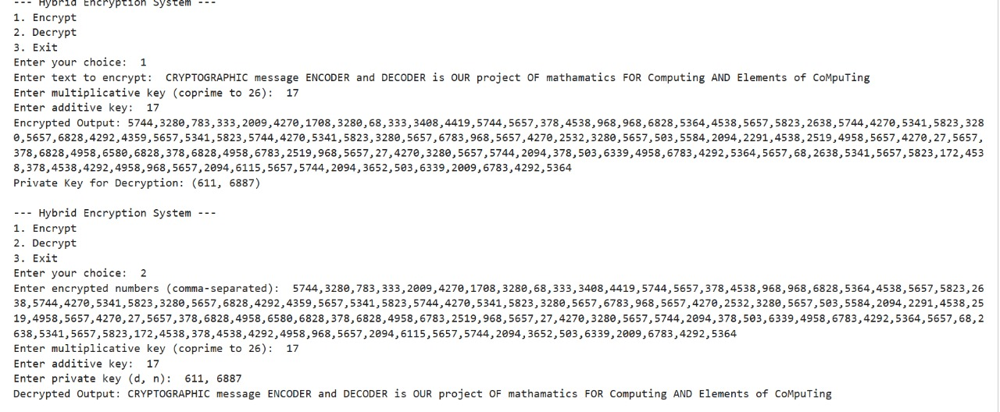 --- Hybrid Encryption System ---
1. Encrypt
2. Decrypt
3. Exit
Enter your choice:  1
Enter text to encrypt:  CRYPTOGRAPHIC message ENCODER and DECODER is OUR project OF mathamatics FOR Computing AND Elements of CoMpuTing
Enter multiplicative key (coprime to 26):  17
Enter additive key:  17
Encrypted Output: 5744,3280,783,333,2009,4270,1708,3280,68,333,3408,4419,5744,5657,378,4538,968,968,6828,5364,4538,5657,5823,2638,5744,4270,5341,5823,328
0,5657,6828,4292,4359,5657,5341,5823,5744,4270,5341,5823,3280,5657,6783,968,5657,4270,2532,3280,5657,503,5584,2094,2291,4538,2519,4958,5657,4270,27,5657,
378,6828,4958,6580,6828,378,6828,4958,6783,2519,968,5657,27,4270,3280,5657,5744,2094,378,503,6339,4958,6783,4292,5364,5657,68,2638,5341,5657,5823,172,453
8,378,4538,4292,4958,968,5657,2094,6115,5657,5744,2094,3652,503,6339,2009,6783,4292,5364
Private Key for Decryption: (611, 6887)
--- Hybrid Encryption System ---
1. Encrypt
2. Decrypt
3. Exit
Enter your choice:  2
Enter encrypted numbers (comma-separated):  5744,3280,783,333,2009,4270,1708,3280,68,333,3408,4419,5744,5657,378,4538,968,968,6828,5364,4538,5657,5823,26
38,5744,4270,5341,5823,3280,5657,6828,4292,4359,5657,5341,5823,5744,4270,5341,5823,3280,5657,6783,968,5657,4270,2532,3280,5657,503,5584,2094,2291,4538,25
19,4958,5657,4270,27,5657,378,6828,4958,6580,6828,378,6828,4958,6783,2519,968,5657,27,4270,3280,5657,5744,2094,378,503,6339,4958,6783,4292,5364,5657,68,2
638,5341,5657,5823,172,4538,378,4538,4292,4958,968,5657,2094,6115,5657,5744,2094,3652,503,6339,2009,6783,4292,5364
Enter multiplicative key (coprime to 26):  17
Enter additive key:  17
Enter private key (d, n):  611, 6887
Decrypted Output: CRYPTOGRAPHIC message ENCODER and DECODER is OUR project OF mathamatics FOR Computing AND Elements of CoMpuTing